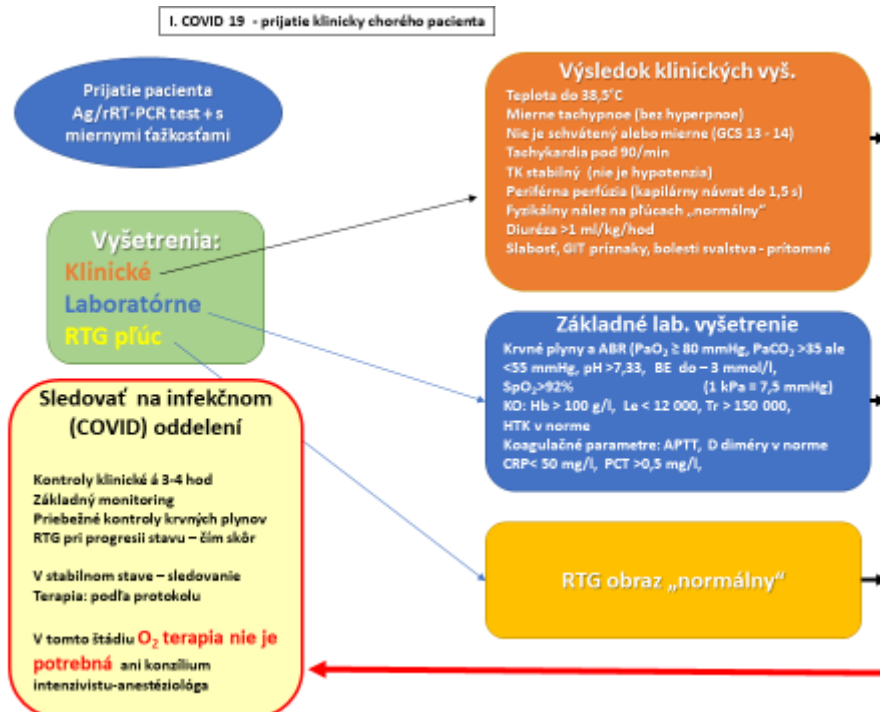 I. COVID 19 - prijatie klinicky chorého pacienta
Prijatie pacienta
Ag/rRT-PCR test + s
miernymi ťažkosťami
Vyšetrenia:
Klinické
Laboratórne
RTG pľúc
Sledovať na infekčnom
(COVID) oddelení
Kontroly klinické á 3-4 hod
Základný monitoring
Priebežné kontroly krvných plynov
RTG pri progresii stavu – čím skôr
V stabilnom stave – sledovanie
Terapia: podľa protokolu
V tomto štádiu O₂ terapia nie je
potrebná ani konzílium
intenzivistu-anestéziológa
Výsledok klinických vyš.
Teplota do 38,5°C
Mierne tachypnoe (bez hyperpnoe)
Nie je schvátený alebo mierne (GCS 13 - 14)
Tachykardia pod 90/min
TK stabilný (nie je hypotenzia)
Periférna perfúzia (kapilárny návrat do 1,5 s)
Fyzikálny nález na pľúcach „normálny“
Diuréza >1 ml/kg/hod
Slabosť, GIT príznaky, bolesti svalstva - prítomné
Základné lab. vyšetrenie
Krvné plyny a ABR (PaO₂ ≥ 80 mmHg, PaCO₂ >35 ale
<55 mmHg, pH >7,33, BE do – 3 mmol/l,
SpO₂>92% (1 kPa = 7,5 mmHg)
KO: Hb > 100 g/l, Le < 12 000, Tr > 150 000,
HTK v norme
Koagulačné parametre: APTT, D diméry v norme
CRP< 50 mg/l, PCT >0,5 mg/l,
RTG obraz „normálny“